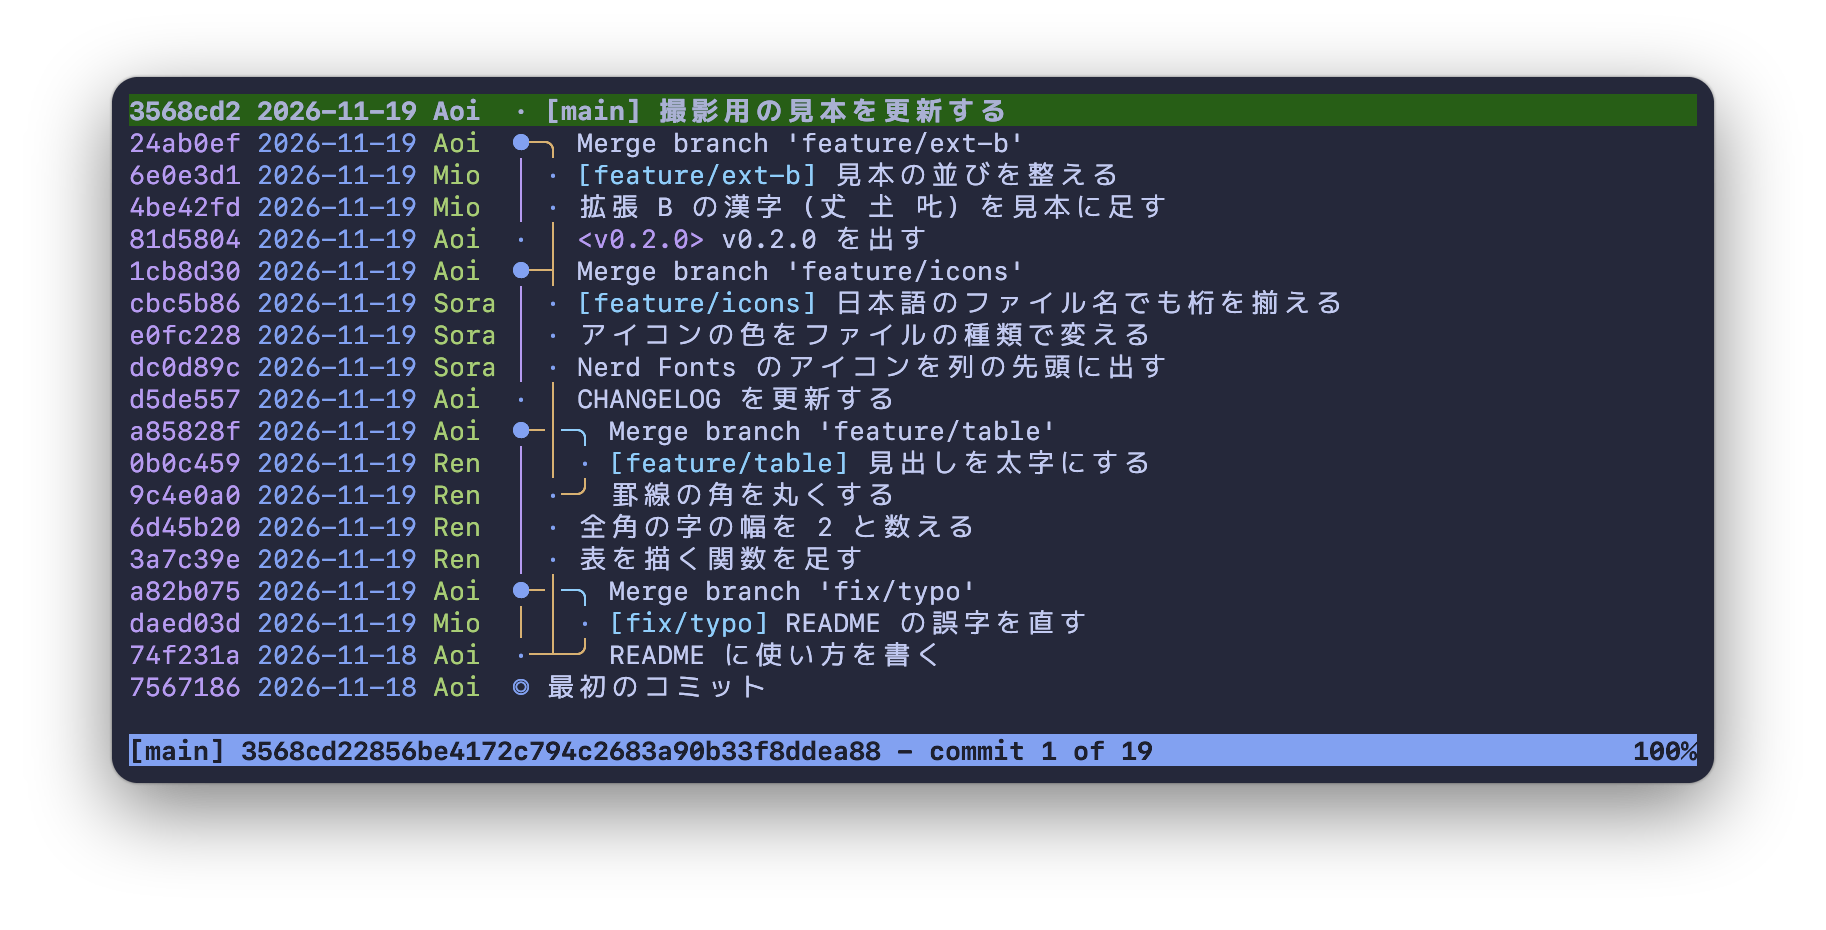 3568cd2 2026-11-19 Aoi · [main] 撮影用の見本を更新する
24ab0ef 2026-11-19 Aoi Merge branch 'feature/ext-b'
6e0e3d1 2026-11-19 Mio · [feature/ext-b] 見本の並びを整える
4be42fd 2026-11-19 Mio · 拡張 B の漢字 ( ) を見本に足す
81d5804 2026-11-19 Aoi · <v0.2.0> v0.2.0 を出す
1cb8d30 2026-11-19 Aoi Merge branch 'feature/icons'
cbc5b86 2026-11-19 Sora · [feature/icons] 日本語のファイル名でも桁を揃える
e0fc228 2026-11-19 Sora · アイコンの色をファイルの種類で変える
dc0d89c 2026-11-19 Sora · Nerd Fonts のアイコンを列の先頭に出す
d5de557 2026-11-19 Aoi · CHANGELOG を更新する
a85828f 2026-11-19 Aoi Merge branch 'feature/table'
0b0c459 2026-11-19 Ren · [feature/table] 見出しを太字にする
9c4e0a0 2026-11-19 Ren · 罫線の角を丸くする
6d45b20 2026-11-19 Ren · 全角の字の幅を 2 と数える
3a7c39e 2026-11-19 Ren · 表を描く関数を足す
a82b075 2026-11-19 Aoi Merge branch 'fix/typo'
daed03d 2026-11-19 Mio · [fix/typo] README の誤字を直す
74f231a 2026-11-18 Aoi · README に使い方を書く
7567186 2026-11-18 Aoi ◎ 最初のコミット
[main] 3568cd22856be4172c794c2683a90b33f8ddea88 - commit 1 of 19 100%